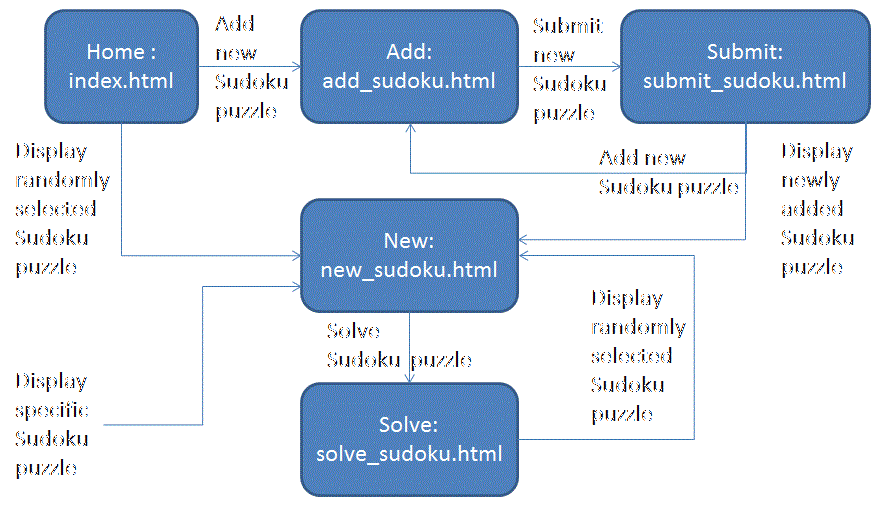 Home :
index.html
Add
new
Sudoku
puzzle
Add:
add_sudoku.html
Submit
new
Sudoku
puzzle
Submit:
submit_sudoku.html
Display
randomly
selected
Sudoku
puzzle
Add new
Sudoku puzzle
Display
newly
added
Sudoku
puzzle
New:
new_sudoku.html
Solve
Sudoku puzzle
Display
randomly
selected
Sudoku
puzzle
Display
specific
Sudoku
puzzle
Solve:
solve_sudoku.html